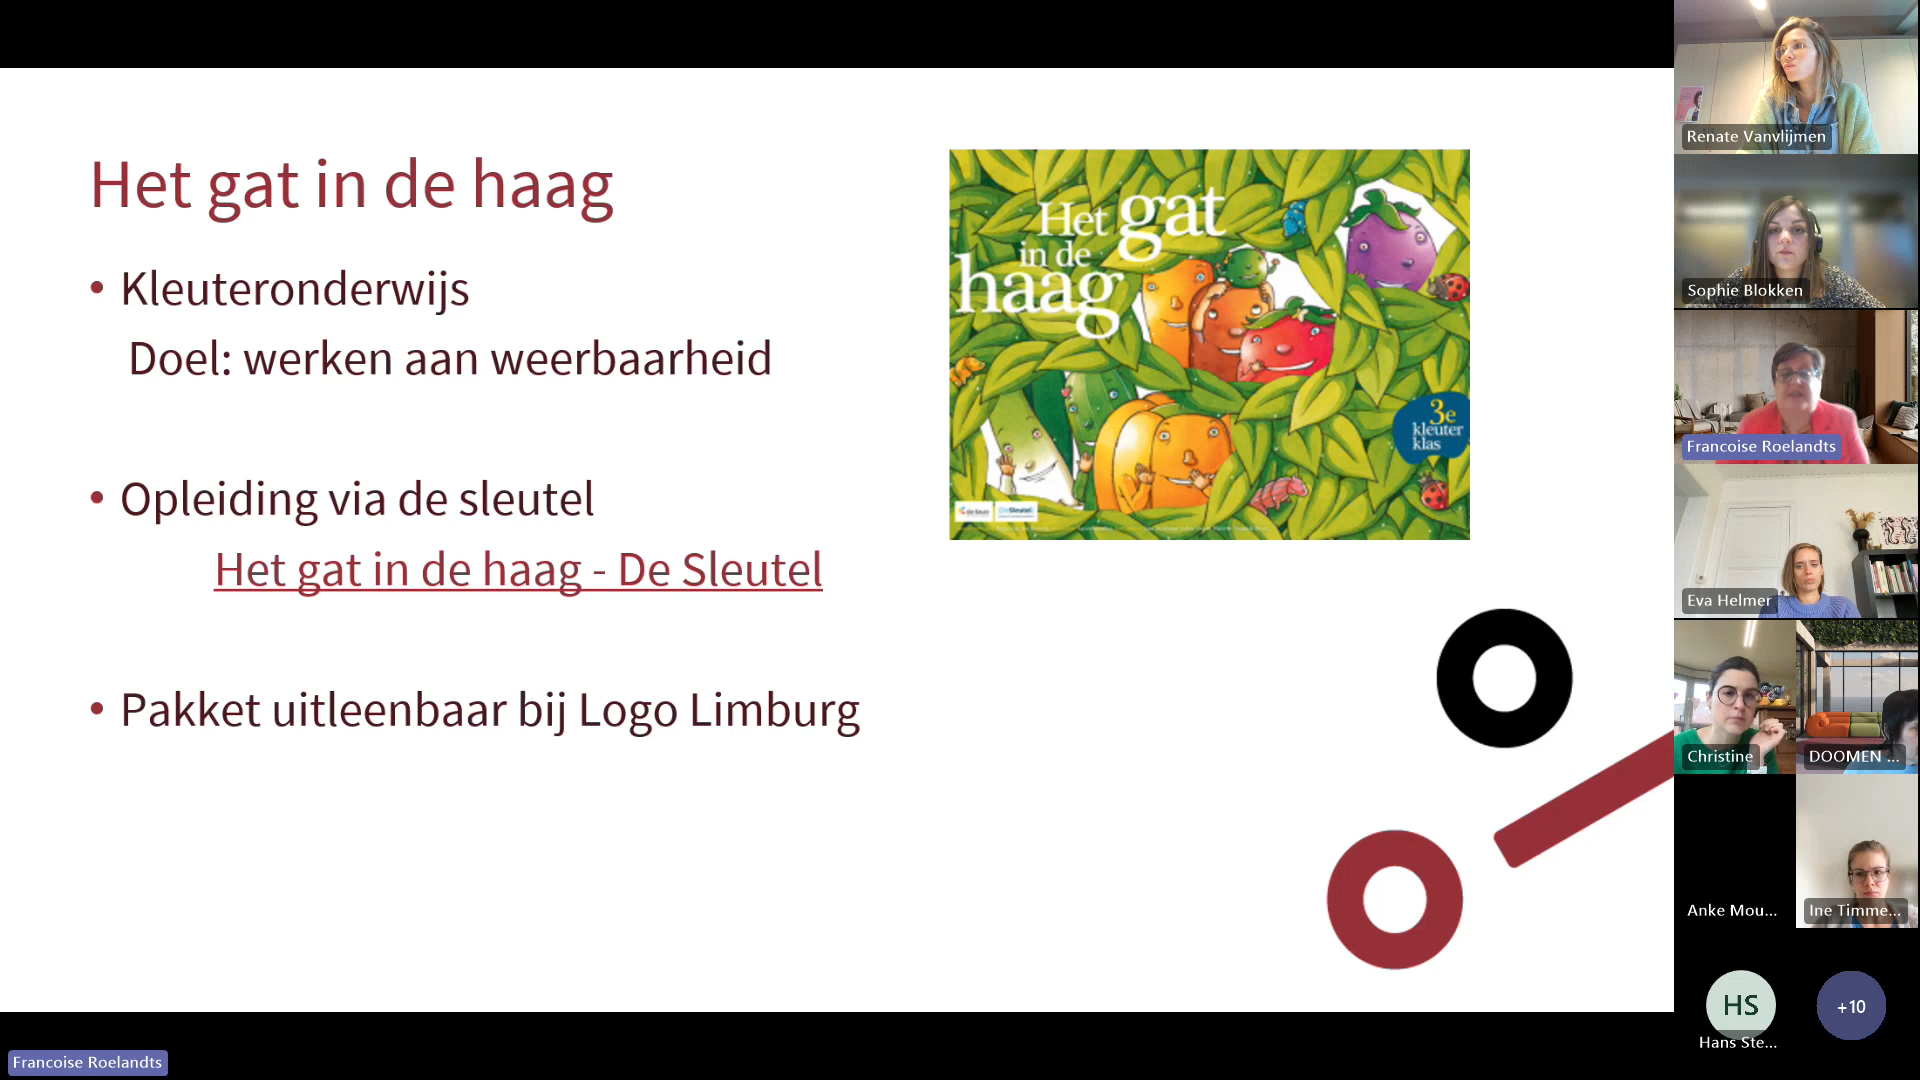 Het gat in de haag
• Kleuteronderwijs
Doel: werken aan weerbaarheid
• Opleiding via de sleutel
Het gat in de haag - De Sleutel
• Pakket uitleenbaar bij Logo Limburg
Het gat
in de
haag
3e
kleuter
klas
Renate Vanvlijmen
Sophie Blokken
Francoise Roelandts
Eva Helmer
Christine
DOOMEN ...
Anke Mou...
Ine Timme...
HS
Hans Ste...
+10
Francoise Roelandts